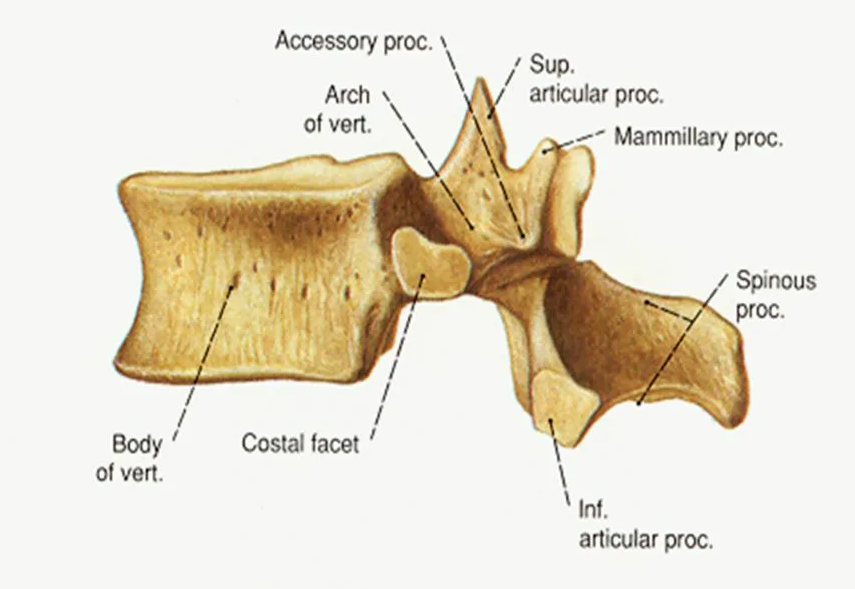 Accessory proc.
Sup.
articular proc.
Arch
of vert.
Mammillary proc.
Spinous
proc.
Body
of vert.
Costal facet
Inf.
articular proc.